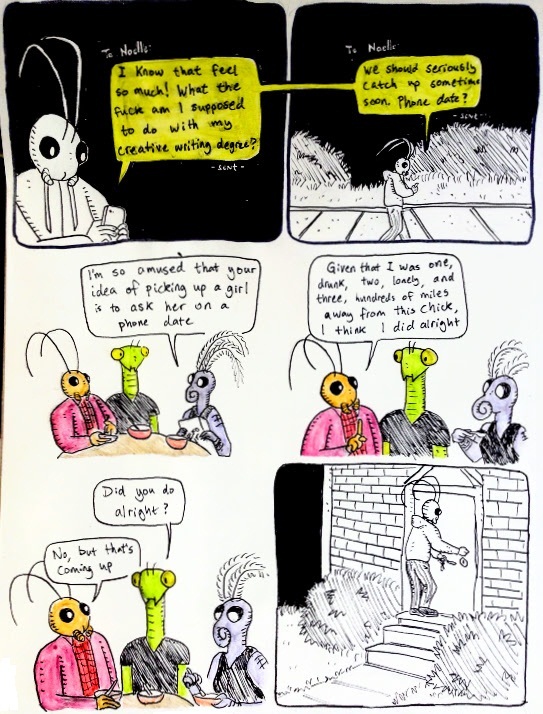 To Noelle:
I know that feel
so much! What the
fuck am I supposed
to do with my
creative writing degree?
-sent-
To Noelle:
We should seriously
catch up sometime
soon. Phone date?
-sent-
I'm so amused that your
idea of picking up a girl
is to ask her on a
phone date
Given that I was one,
drunk, two, lonely, and
three, hundreds of miles
away from this chick,
I think I did alright
Did you do
alright?
No, but that's
coming up